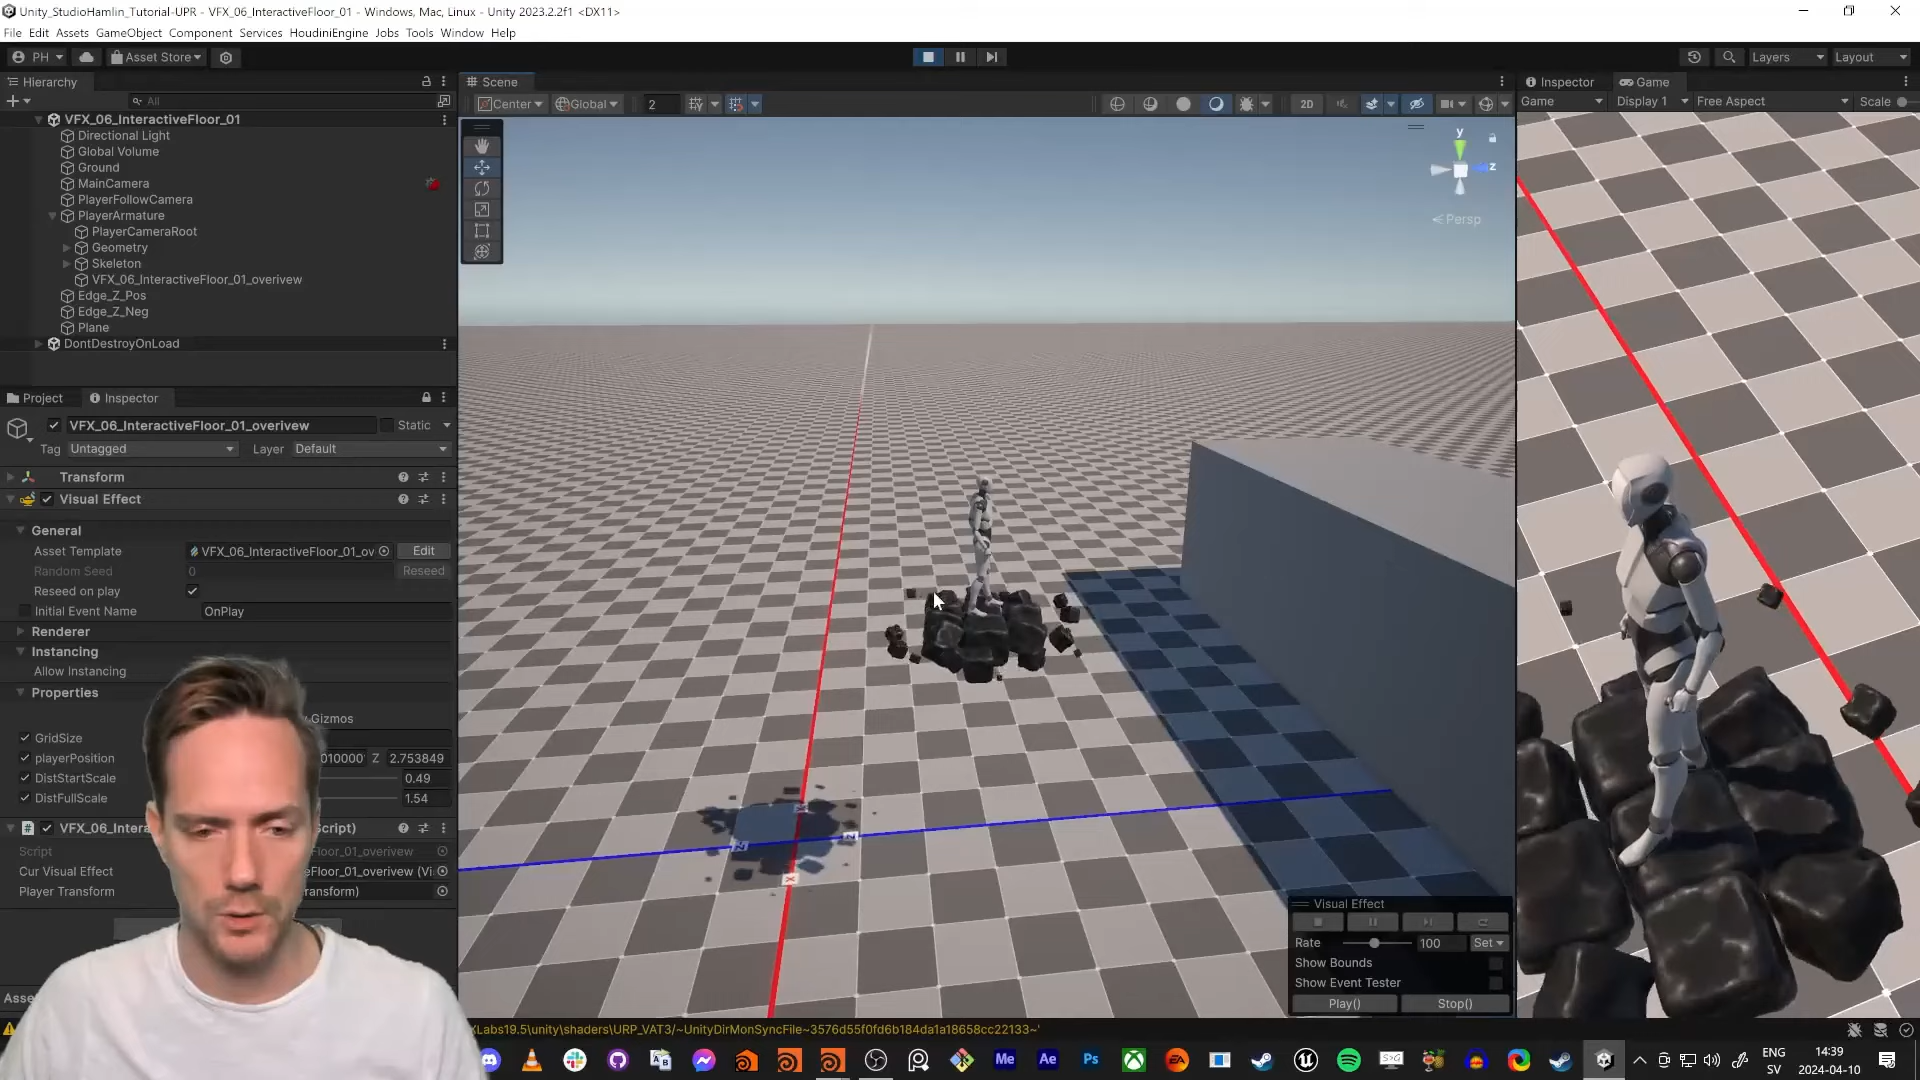 Unity_StudioHamlin_Tutorial-UPR - VFX_06_InteractiveFloor_01 - Windows, Mac, Linux - Unity 2023.2.2f1 <DX11>
File Edit Assets GameObject Component Services HoudiniEngine Jobs Tools Window Help
PH Asset Store Layers Layout
Hierarchy
All
VFX_06_InteractiveFloor_01
Directional Light
Global Volume
Ground
MainCamera
PlayerFollowCamera
PlayerArmature
PlayerCameraRoot
Geometry
Skeleton
VFX_06_InteractiveFloor_01_overivew
Edge_Z_Pos
Edge_Z_Neg
Plane
DontDestroyOnLoad
Project Inspector
VFX_06_InteractiveFloor_01_overivew Static
Tag Untagged Layer Default
Transform
Visual Effect
General
Asset Template VFX_06_InteractiveFloor_01_ov Edit
Random Seed 0 Reseed
Reseed on play
Initial Event Name OnPlay
Renderer
Instancing
Allow Instancing
Properties
Gizmos
GridSize
playerPosition 010000 Z 2.753849
DistStartScale 0.49
DistFullScale 1.54
VFX_06_Intera Script)
Script Floor_01_overivew
Cur Visual Effect eFloor_01_overivew (Vi
Player Transform ransform)
Asse
Scene
Center Global 2 2D
y
z
Persp
X
Z
Visual Effect
Rate 100 Set
Show Bounds
Show Event Tester
Play() Stop()
Inspector Game
Game Display 1 Free Aspect Scale
Labs19.5\unity\shaders\URP_VAT3/~UnityDirMonSyncFile~3576d55f0fd6b184da1a18658cc22133~'
Me Ae Ps EA
ENG
SV
14:39
2024-04-10